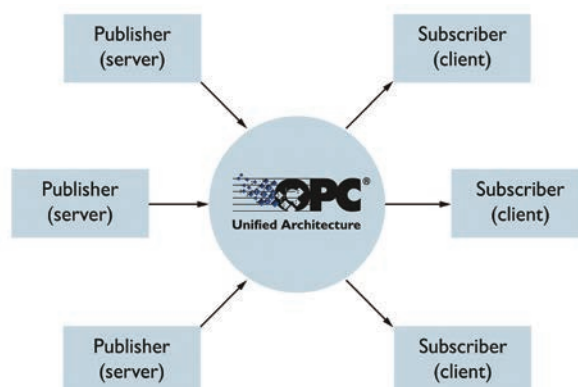 Publisher
(server)
Subscriber
(client)
Publisher
(server)
OPC®
Unified Architecture
Subscriber
(client)
Publisher
(server)
Subscriber
(client)